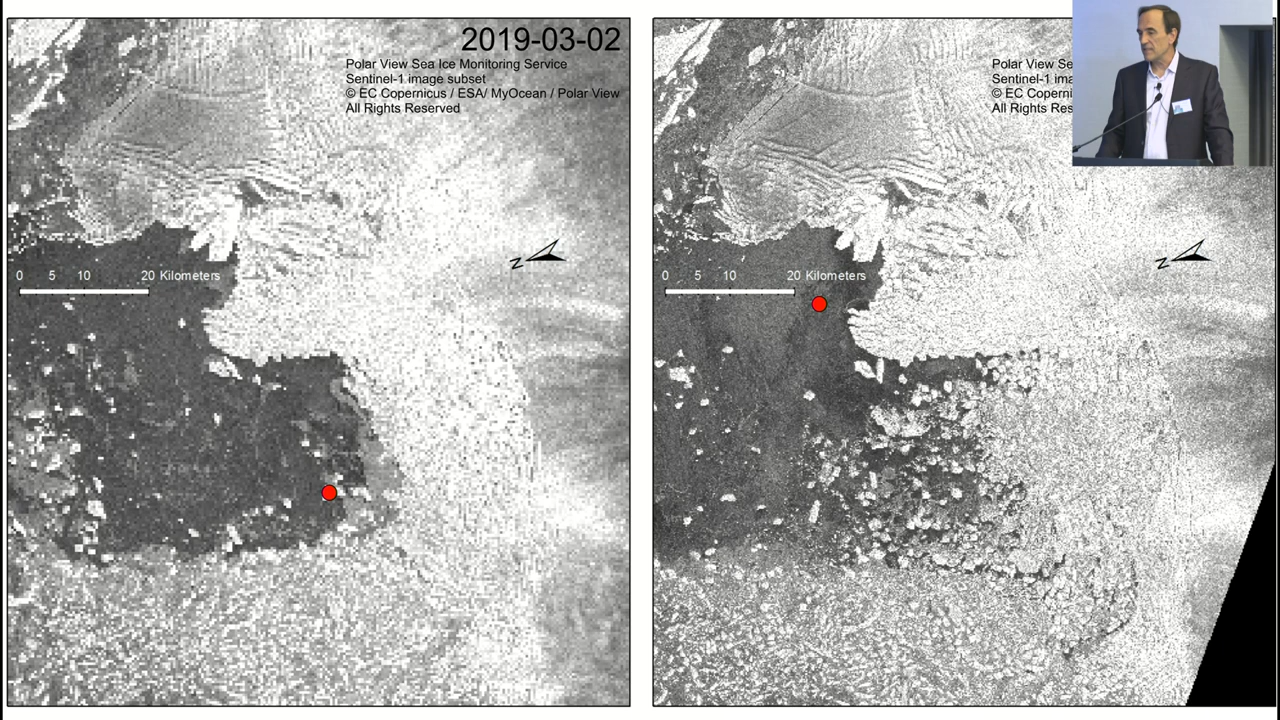 2019-03-02
Polar View Sea Ice Monitoring Service
Sentinel-1 image subset
© EC Copernicus / ESA/ MyOcean / Polar View
All Rights Reserved
N
0 5 10 20 Kilometers
Polar View Se
Sentinel-1 ima
© EC Coperni
All Rights Res
N
0 5 10 20 Kilometers